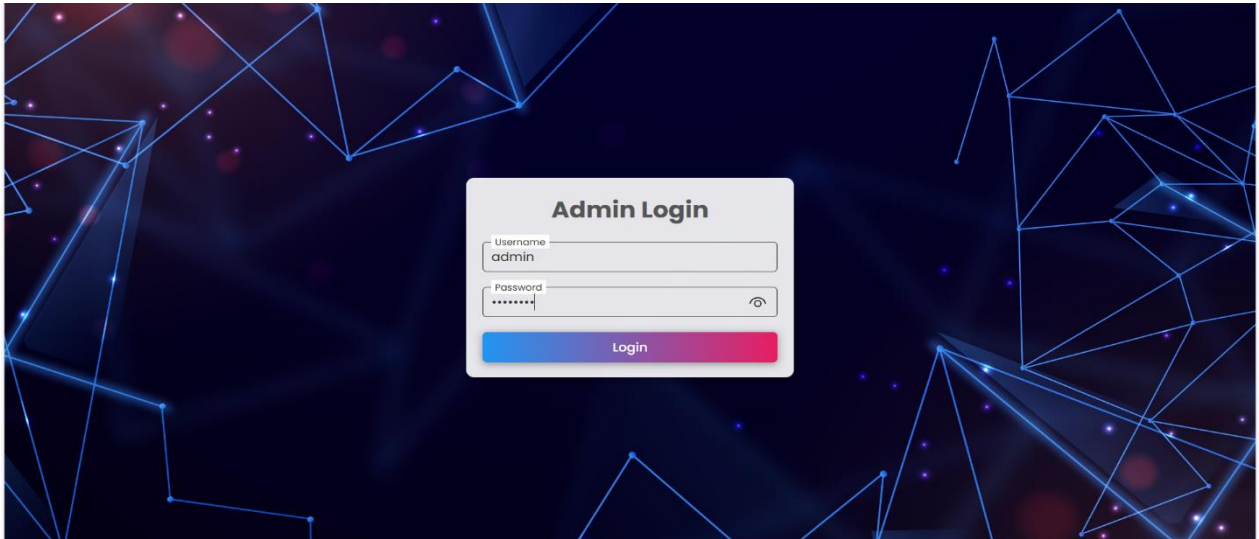 Admin Login
Username
admin
Password
••••••••
Login